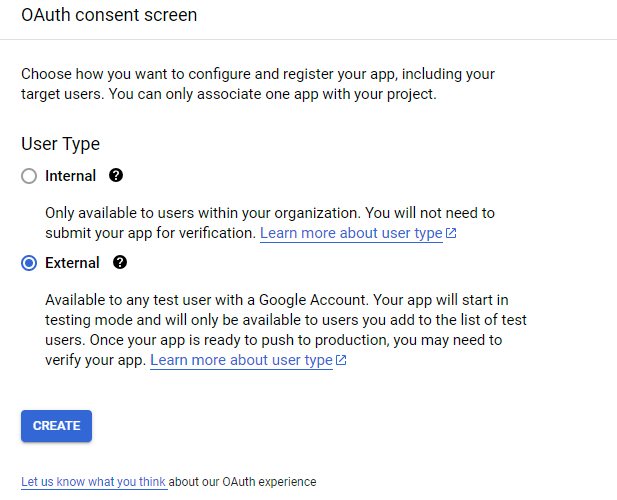 OAuth consent screen
Choose how you want to configure and register your app, including your
target users. You can only associate one app with your project.
User Type
Internal ?
Only available to users within your organization. You will not need to
submit your app for verification. Learn more about user type
External ?
Available to any test user with a Google Account. Your app will start in
testing mode and will only be available to users you add to the list of test
users. Once your app is ready to push to production, you may need to
verify your app. Learn more about user type
CREATE
Let us know what you think about our OAuth experience